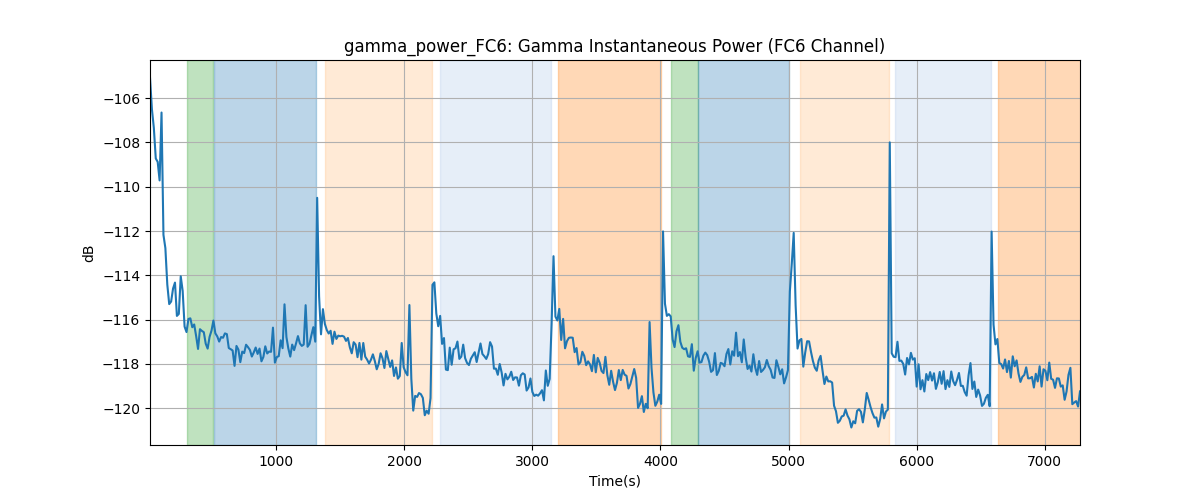 gamma_power_FC6: Gamma Instantaneous Power (FC6 Channel)
−106
−108
−110
−112
−114
−116
−118
−120
dB
1000 2000 3000 4000 5000 6000 7000
Time(s)